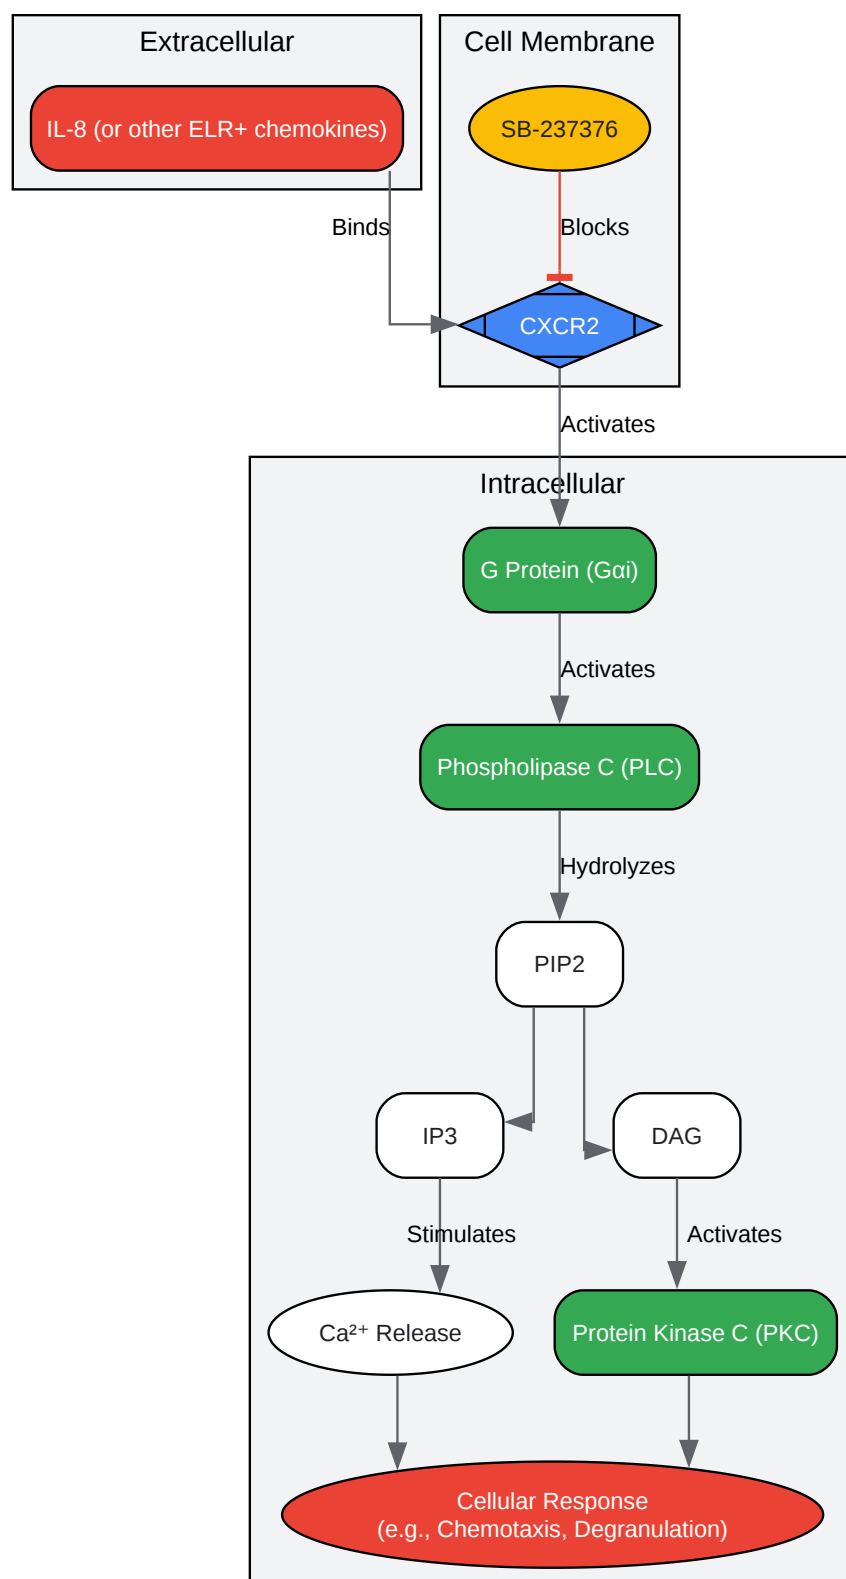 Extracellular
Cell Membrane
IL-8 (or other ELR+ chemokines)
SB-237376
Binds
Blocks
CXCR2
Activates
Intracellular
G Protein (Gαi)
Activates
Phospholipase C (PLC)
Hydrolyzes
PIP2
IP3
DAG
Stimulates
Activates
Ca²⁺ Release
Protein Kinase C (PKC)
Cellular Response
(e.g., Chemotaxis, Degranulation)